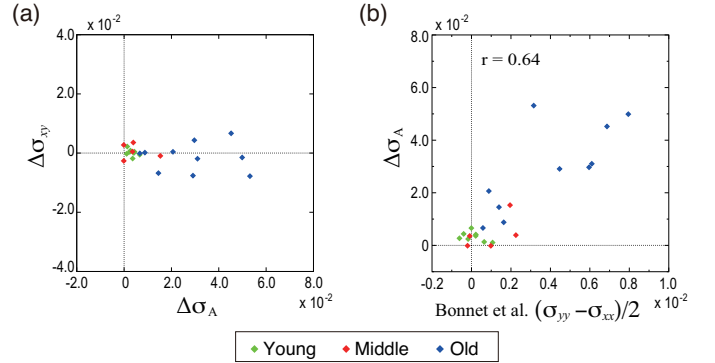 (a)
x 10⁻²
4.0
2.0
0
-2.0
-4.0
Δσxy
-2.0 0 2.0 4.0 6.0 8.0
x 10⁻²
ΔσA
(b)
x 10⁻²
8.0
6.0
4.0
2.0
0
ΔσA
r = 0.64
-0.2 0 0.2 0.4 0.6 0.8 1.0
x 10⁻²
Bonnet et al. (σyy −σxx)/2
Young Middle Old